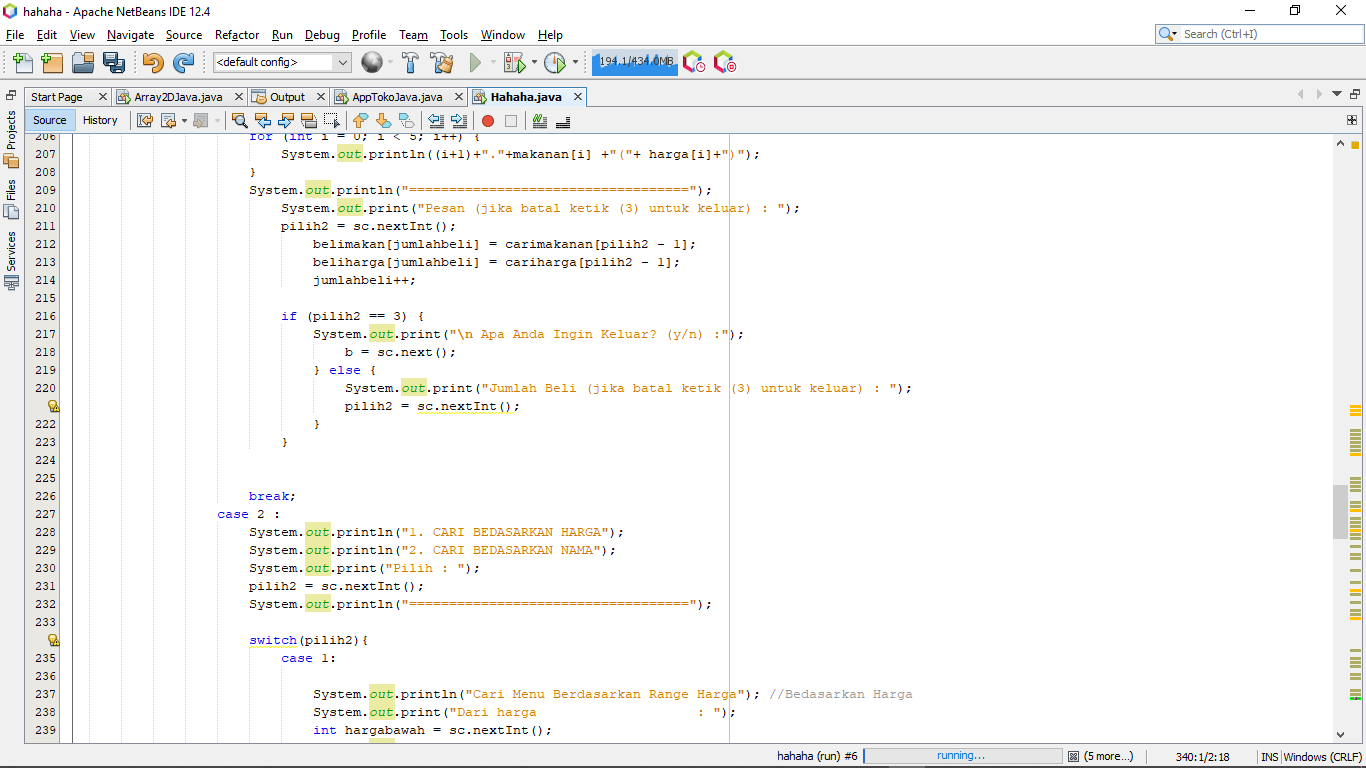 hahaha - Apache NetBeans IDE 12.4
File Edit View Navigate Source Refactor Run Debug Profile Team Tools Window Help
Search (Ctrl+I)
<default config>
194.1/434.0MB
Start Page Array2DJava.java Output AppTokoJava.java Hahaha.java
Source History
Projects
Files
Services
206 for (int i = 0; i < 5; i++) {
207 System.out.println((i+1)+"."+makanan[i] +"("+ harga[i]+")");
208 }
209 System.out.println("===================================");
210 System.out.print("Pesan (jika batal ketik (3) untuk keluar) : ");
211 pilih2 = sc.nextInt();
212 belimakan[jumlahbeli] = carimakanan[pilih2 - 1];
213 beliharga[jumlahbeli] = cariharga[pilih2 - 1];
214 jumlahbeli++;
215
216 if (pilih2 == 3) {
217 System.out.print("\n Apa Anda Ingin Keluar? (y/n) :");
218 b = sc.next();
219 } else {
220 System.out.print("Jumlah Beli (jika batal ketik (3) untuk keluar) : ");
pilih2 = sc.nextInt();
222 }
223 }
224
225
226 break;
227 case 2 :
228 System.out.println("1. CARI BEDASARKAN HARGA");
229 System.out.println("2. CARI BEDASARKAN NAMA");
230 System.out.print("Pilih : ");
231 pilih2 = sc.nextInt();
232 System.out.println("===================================");
233
switch(pilih2){
235 case 1:
236
237 System.out.println("Cari Menu Berdasarkan Range Harga"); //Bedasarkan Harga
238 System.out.print("Dari harga                    : ");
239 int hargabawah = sc.nextInt();
hahaha (run) #6 running... (5 more...) 340:1/2:18 INS Windows (CRLF)